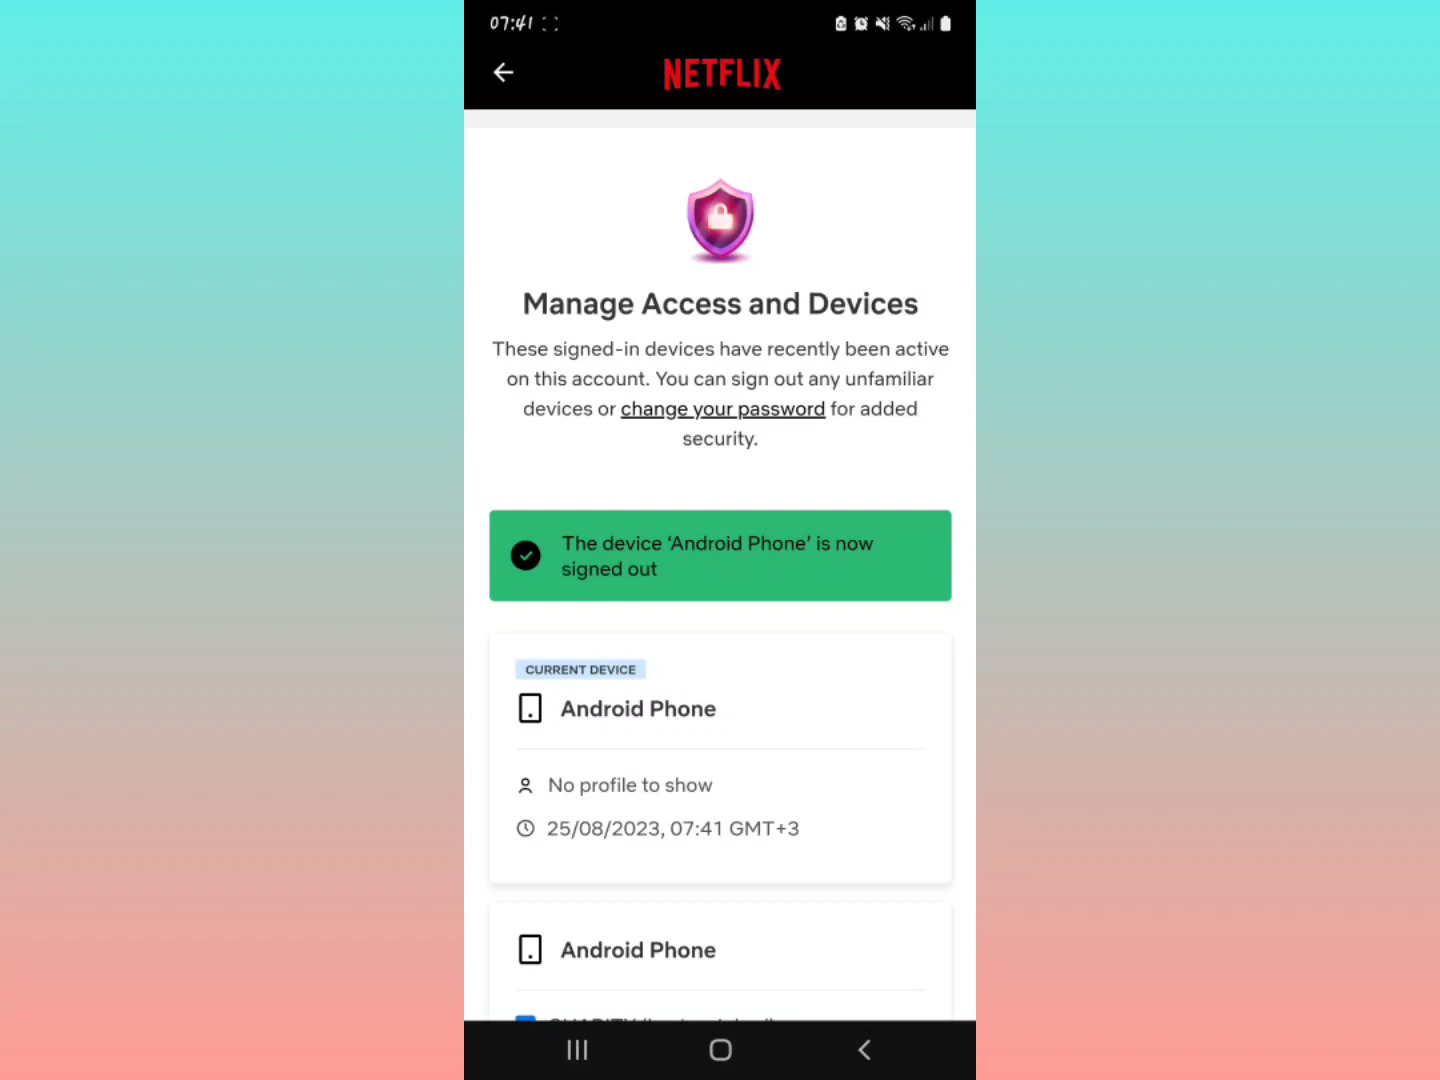 07:41
NETFLIX
Manage Access and Devices
These signed-in devices have recently been active
on this account. You can sign out any unfamiliar
devices or change your password for added
security.
The device ‘Android Phone’ is now
signed out
CURRENT DEVICE
Android Phone
No profile to show
25/08/2023, 07:41 GMT+3
Android Phone